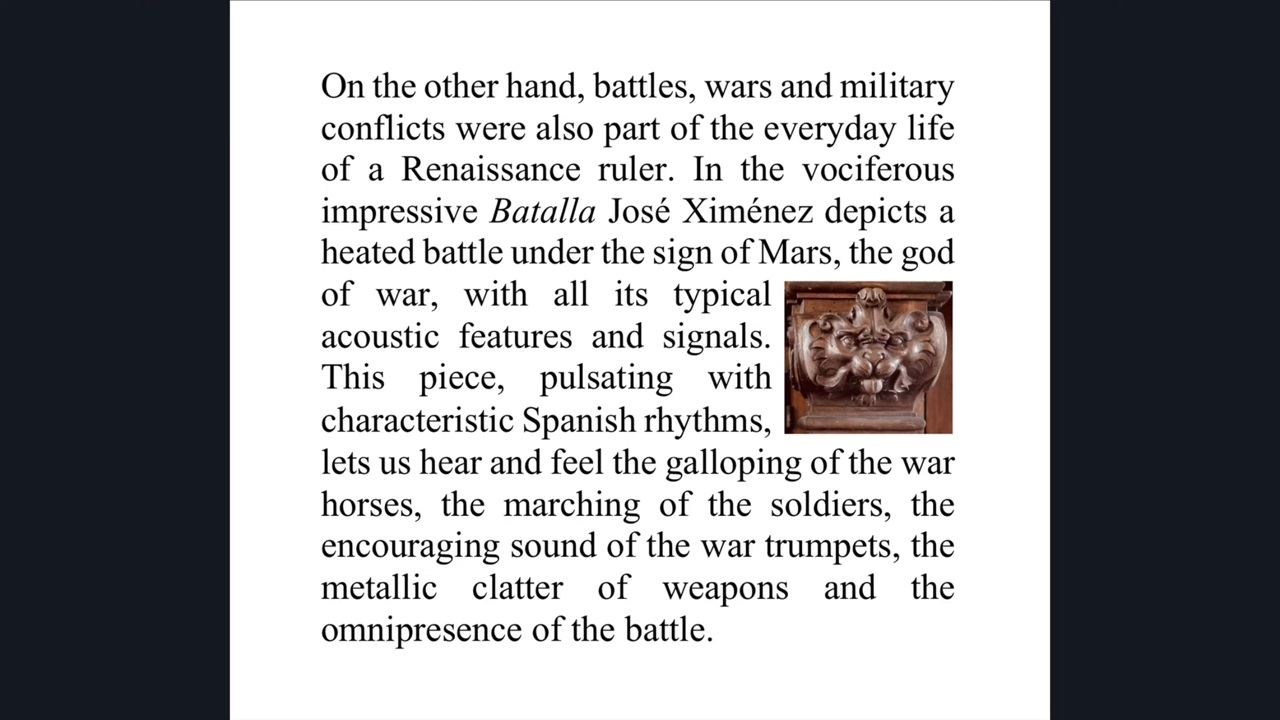 On the other hand, battles, wars and military
conflicts were also part of the everyday life
of a Renaissance ruler. In the vociferous
impressive Batalla José Ximénez depicts a
heated battle under the sign of Mars, the god
of war, with all its typical
acoustic features and signals.
This piece, pulsating with
characteristic Spanish rhythms,
lets us hear and feel the galloping of the war
horses, the marching of the soldiers, the
encouraging sound of the war trumpets, the
metallic clatter of weapons and the
omnipresence of the battle.